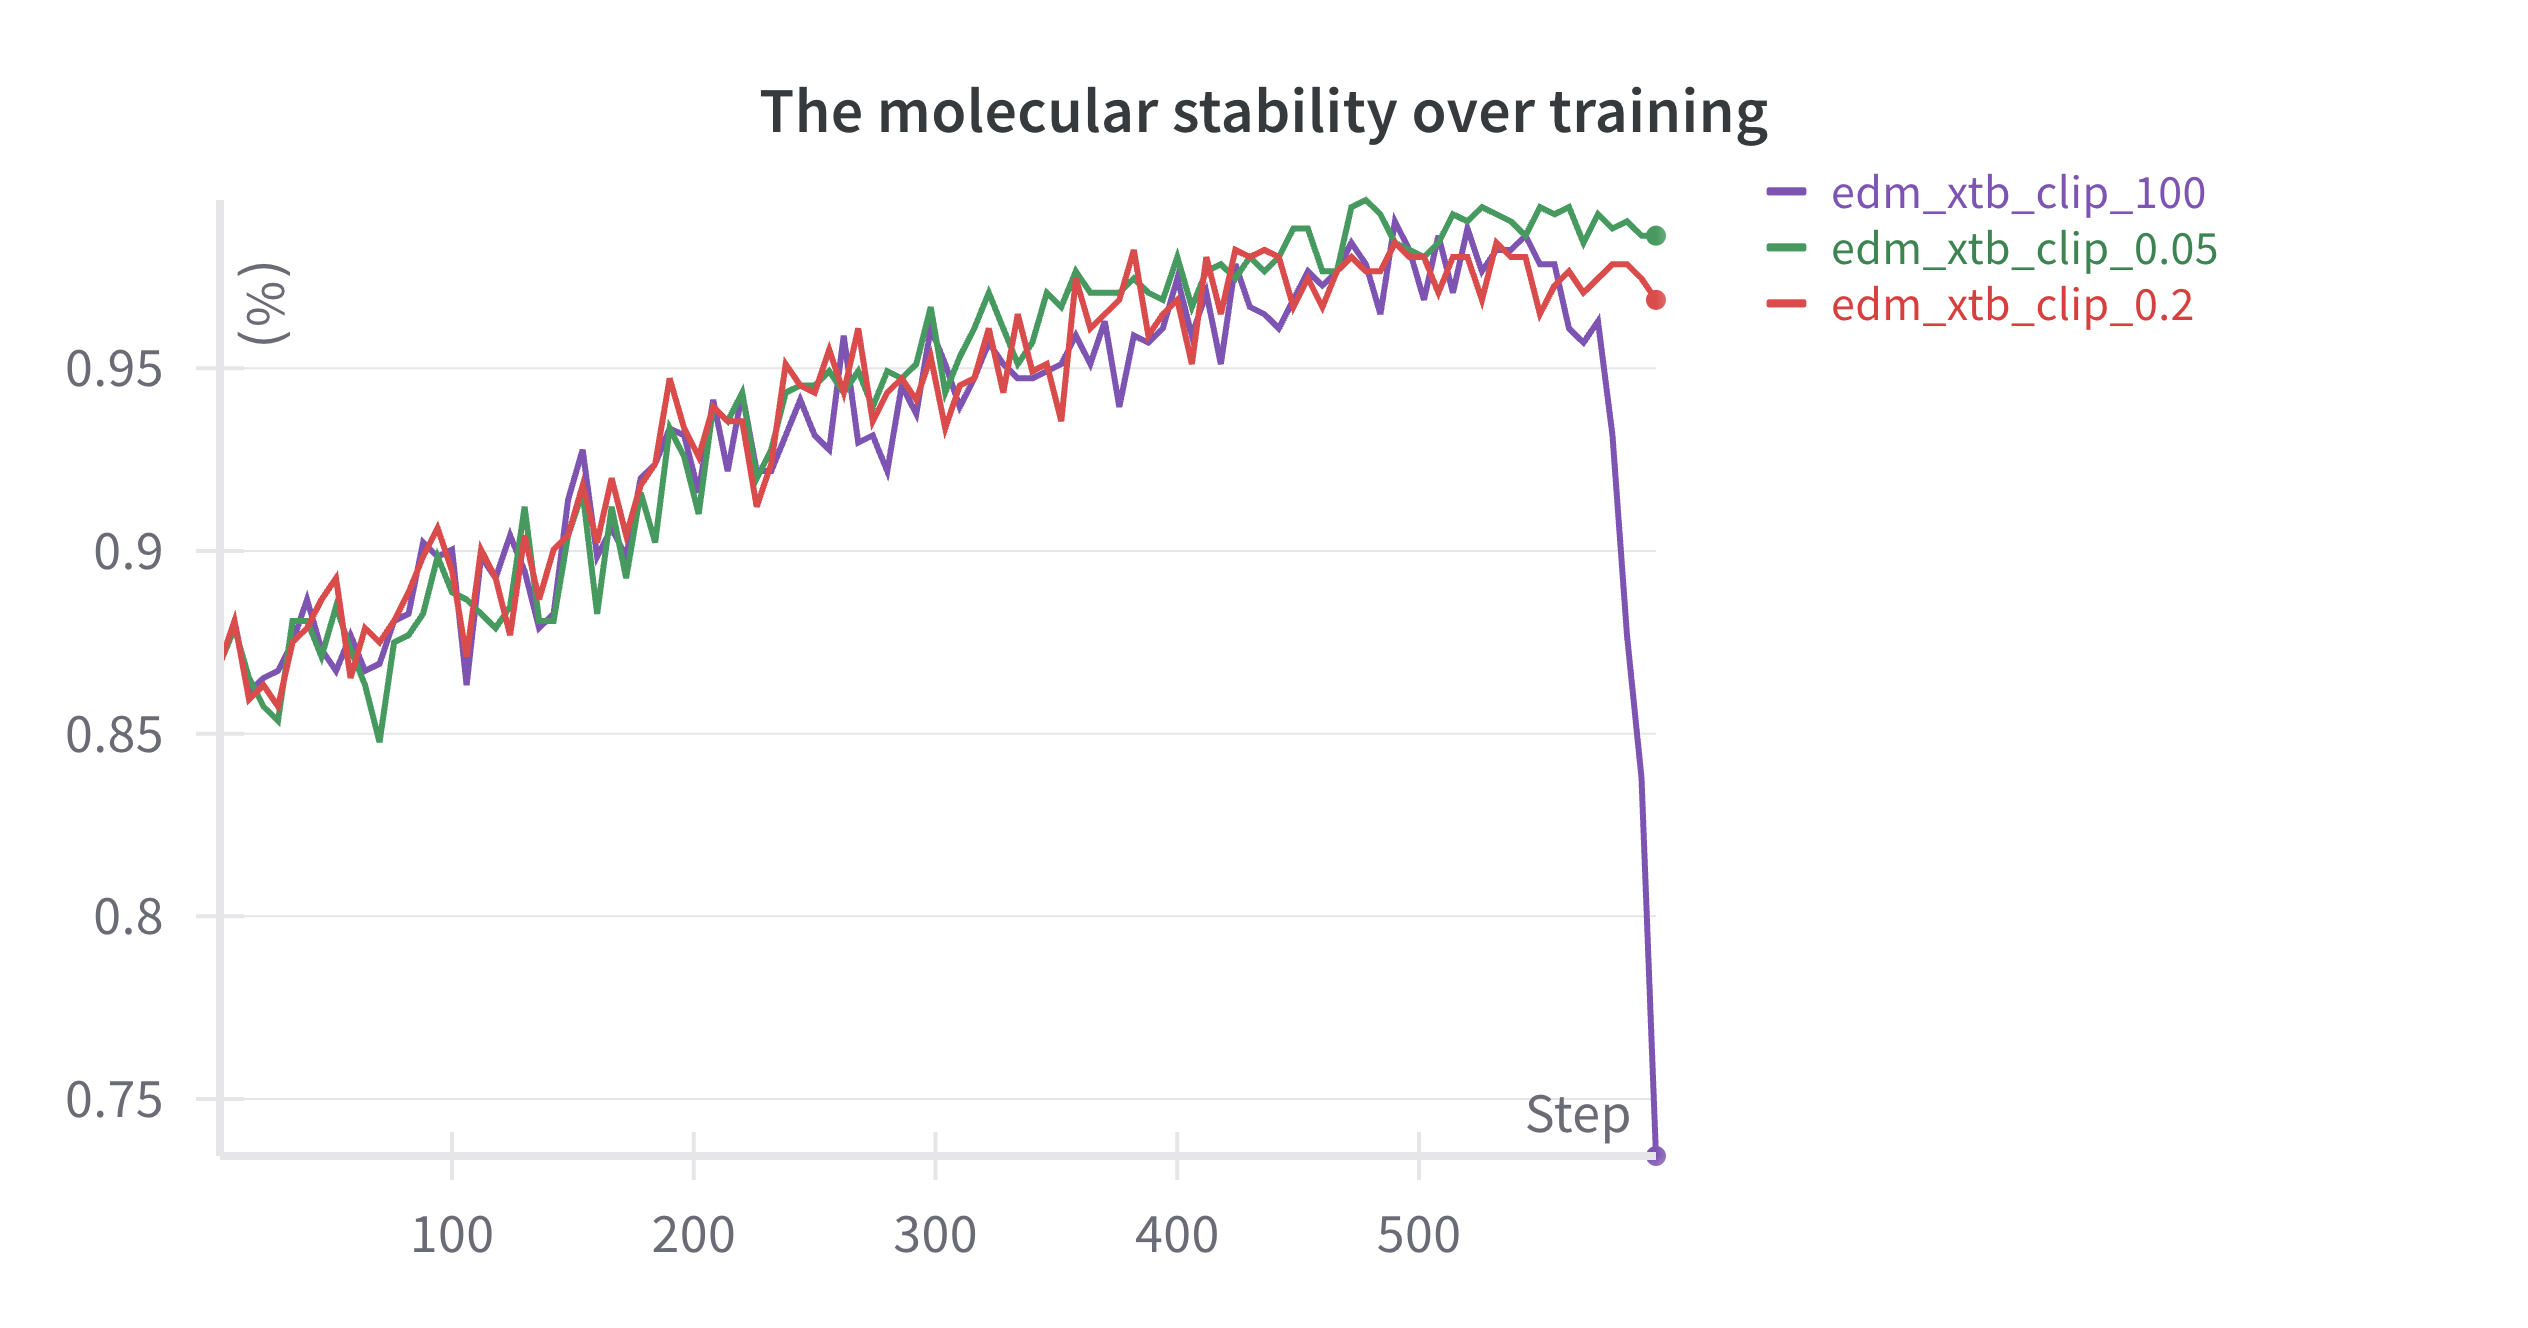 The molecular stability over training
edm_xtb_clip_100
edm_xtb_clip_0.05
edm_xtb_clip_0.2
(%)
0.95
0.9
0.85
0.8
0.75
Step
100 200 300 400 500